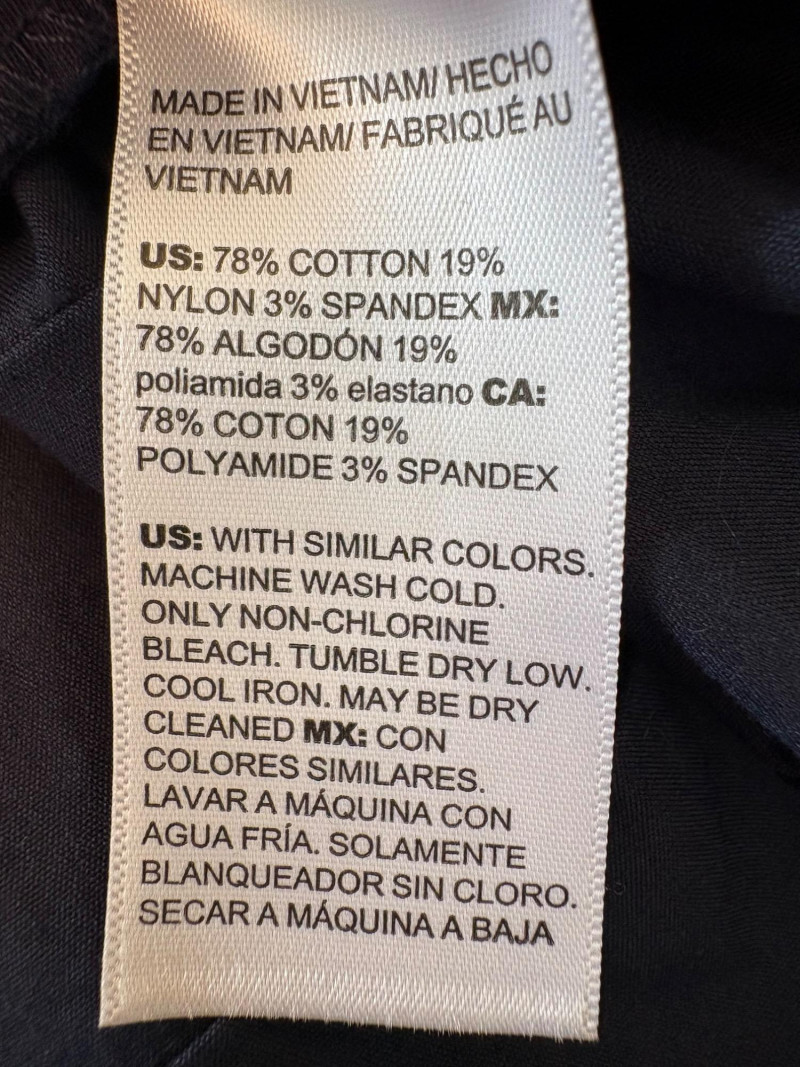 MADE IN VIETNAM/ HECHO
EN VIETNAM/ FABRIQUÉ AU
VIETNAM
US: 78% COTTON 19%
NYLON 3% SPANDEX MX:
78% ALGODÓN 19%
poliamida 3% elastano CA:
78% COTON 19%
POLYAMIDE 3% SPANDEX
US: WITH SIMILAR COLORS.
MACHINE WASH COLD.
ONLY NON-CHLORINE
BLEACH. TUMBLE DRY LOW.
COOL IRON. MAY BE DRY
CLEANED MX: CON
COLORES SIMILARES.
LAVAR A MÁQUINA CON
AGUA FRÍA. SOLAMENTE
BLANQUEADOR SIN CLORO.
SECAR A MÁQUINA A BAJA